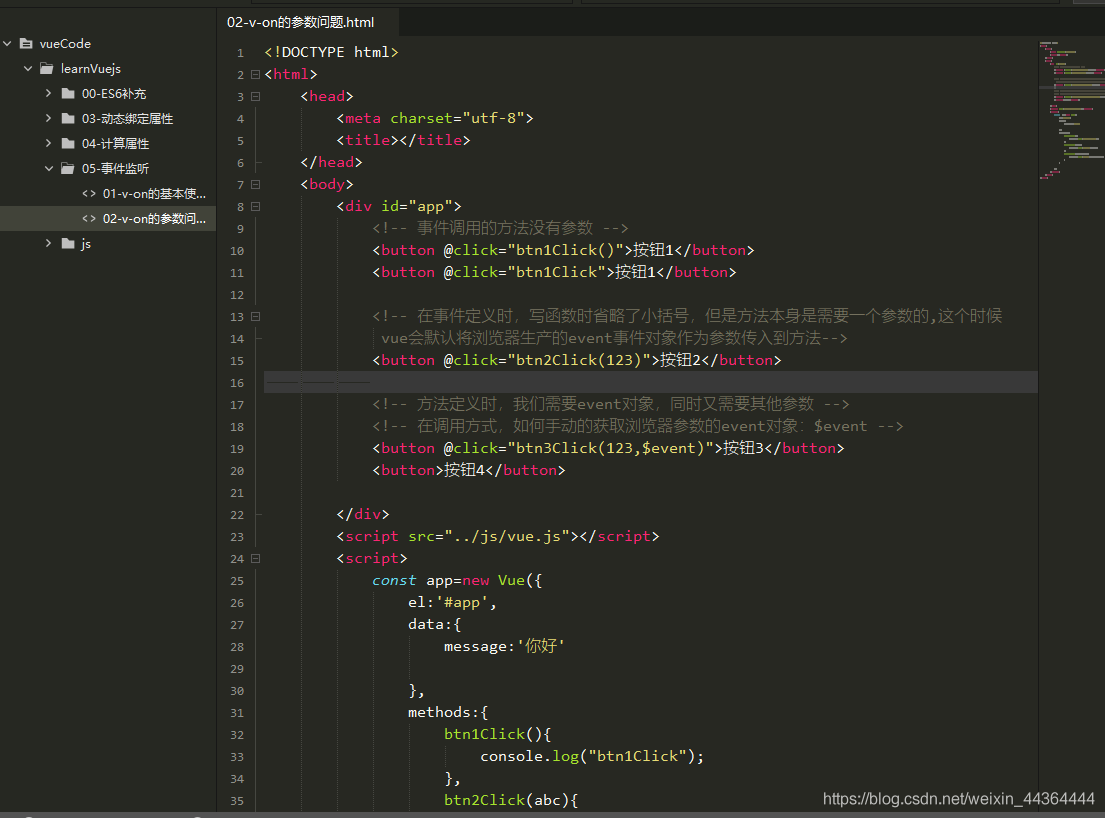 02-v-on的参数问题.html
vueCode
learnVuejs
00-ES6补充
03-动态绑定属性
04-计算属性
05-事件监听
<> 01-v-on的基本使...
<> 02-v-on的参数问...
js
1 <!DOCTYPE html>
2 <html>
3 <head>
4 <meta charset="utf-8">
5 <title></title>
6 </head>
7 <body>
8 <div id="app">
9 <!-- 事件调用的方法没有参数 -->
10 <button @click="btn1Click()">按钮1</button>
11 <button @click="btn1Click">按钮1</button>
12
13 <!-- 在事件定义时，写函数时省略了小括号，但是方法本身是需要一个参数的,这个时候
14 vue会默认将浏览器生产的event事件对象作为参数传入到方法-->
15 <button @click="btn2Click(123)">按钮2</button>
16
17 <!-- 方法定义时，我们需要event对象，同时又需要其他参数 -->
18 <!-- 在调用方式，如何手动的获取浏览器参数的event对象：$event -->
19 <button @click="btn3Click(123,$event)">按钮3</button>
20 <button>按钮4</button>
21
22 </div>
23 <script src="../js/vue.js"></script>
24 <script>
25 const app=new Vue({
26 el:'#app',
27 data:{
28 message:'你好'
29
30 },
31 methods:{
32 btn1Click(){
33 console.log("btn1Click");
34 },
35 btn2Click(abc){
https://blog.csdn.net/weixin_44364444